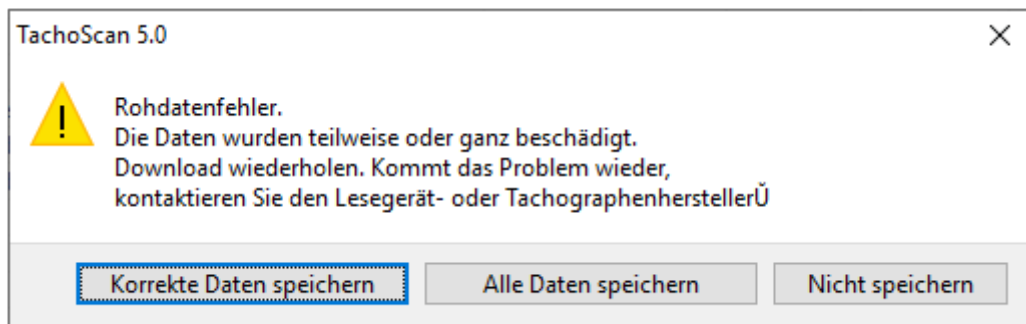 TachoScan 5.0
Rohdatenfehler.
Die Daten wurden teilweise oder ganz beschädigt.
Download wiederholen. Kommt das Problem wieder,
kontaktieren Sie den Lesegerät- oder TachographenherstellerŬ
Korrekte Daten speichern
Alle Daten speichern
Nicht speichern